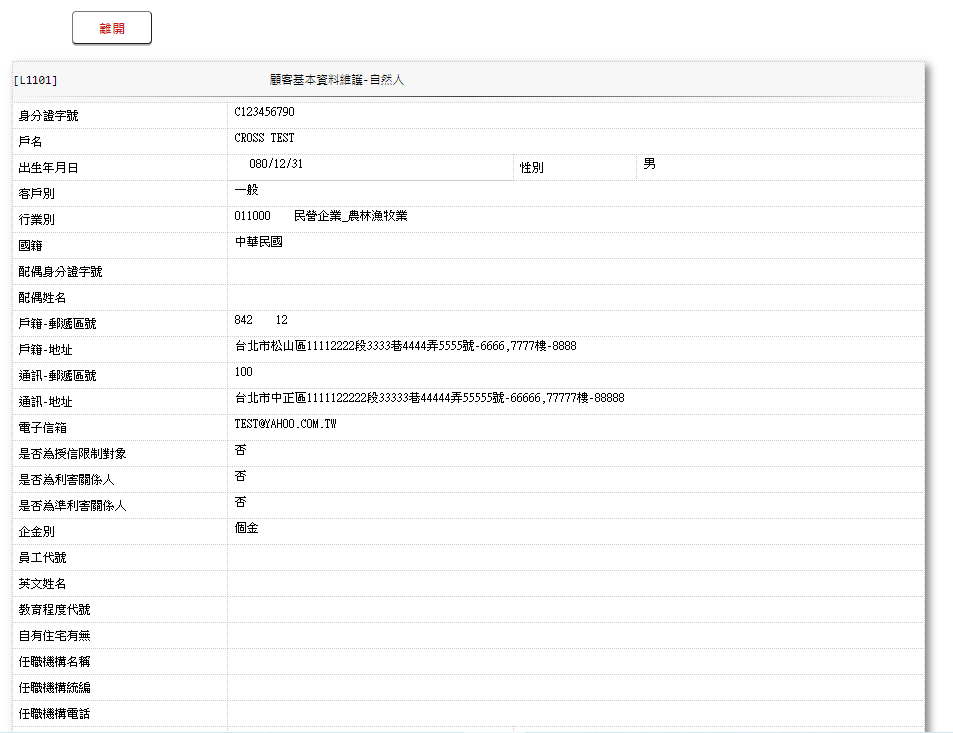 離開
[L1101] 顧客基本資料維護-自然人
身分證字號 C123456790
戶名 CROSS TEST
出生年月日 080/12/31 性別 男
客戶別 一般
行業別 011000 民營企業_農林漁牧業
國籍 中華民國
配偶身分證字號
配偶姓名
戶籍-郵遞區號 842 12
戶籍-地址 台北市松山區11112222段3333巷4444弄5555號-6666,7777樓-8888
通訊-郵遞區號 100
通訊-地址 台北市中正區1111122222段33333巷44444弄55555號-66666,77777樓-88888
電子信箱 TEST@YAHOO.COM.TW
是否為授信限制對象 否
是否為利害關係人 否
是否為準利害關係人 否
企金別 個金
員工代號
英文姓名
教育程度代號
自有住宅有無
任職機構名稱
任職機構統編
任職機構電話